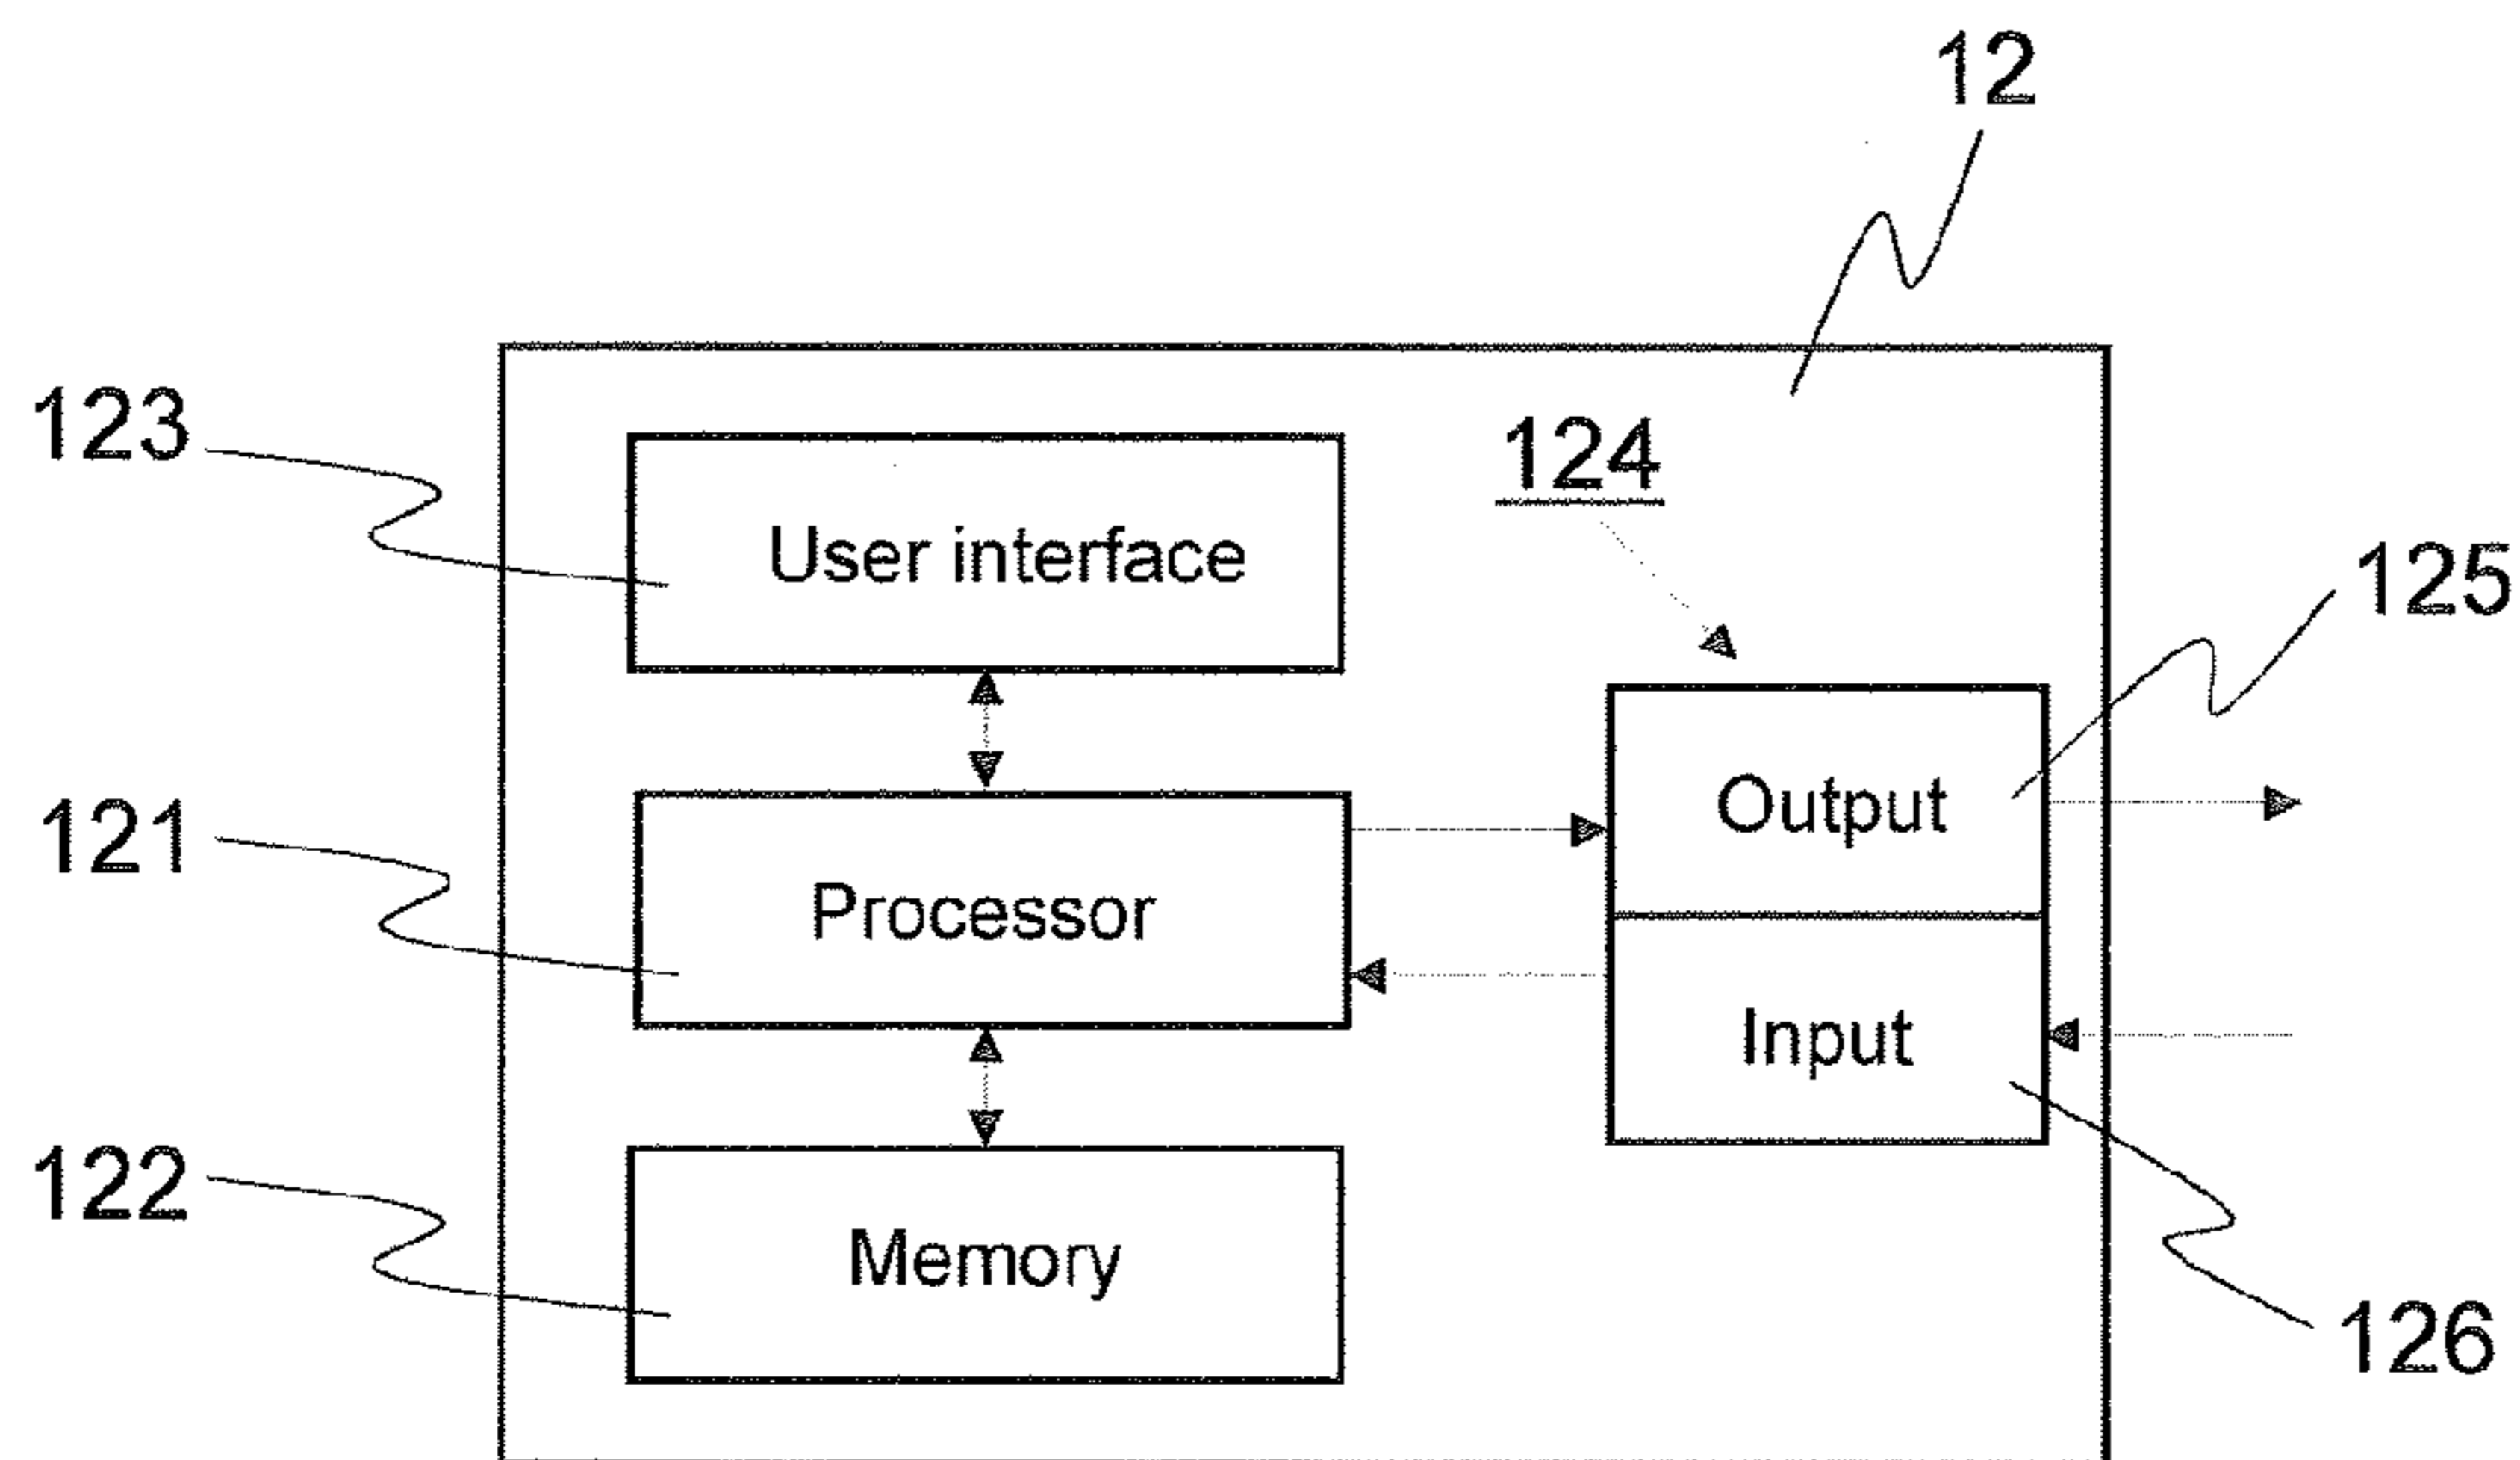 12
123
124
User interface
125
121
Output
Processor
Input
122
Memory
126